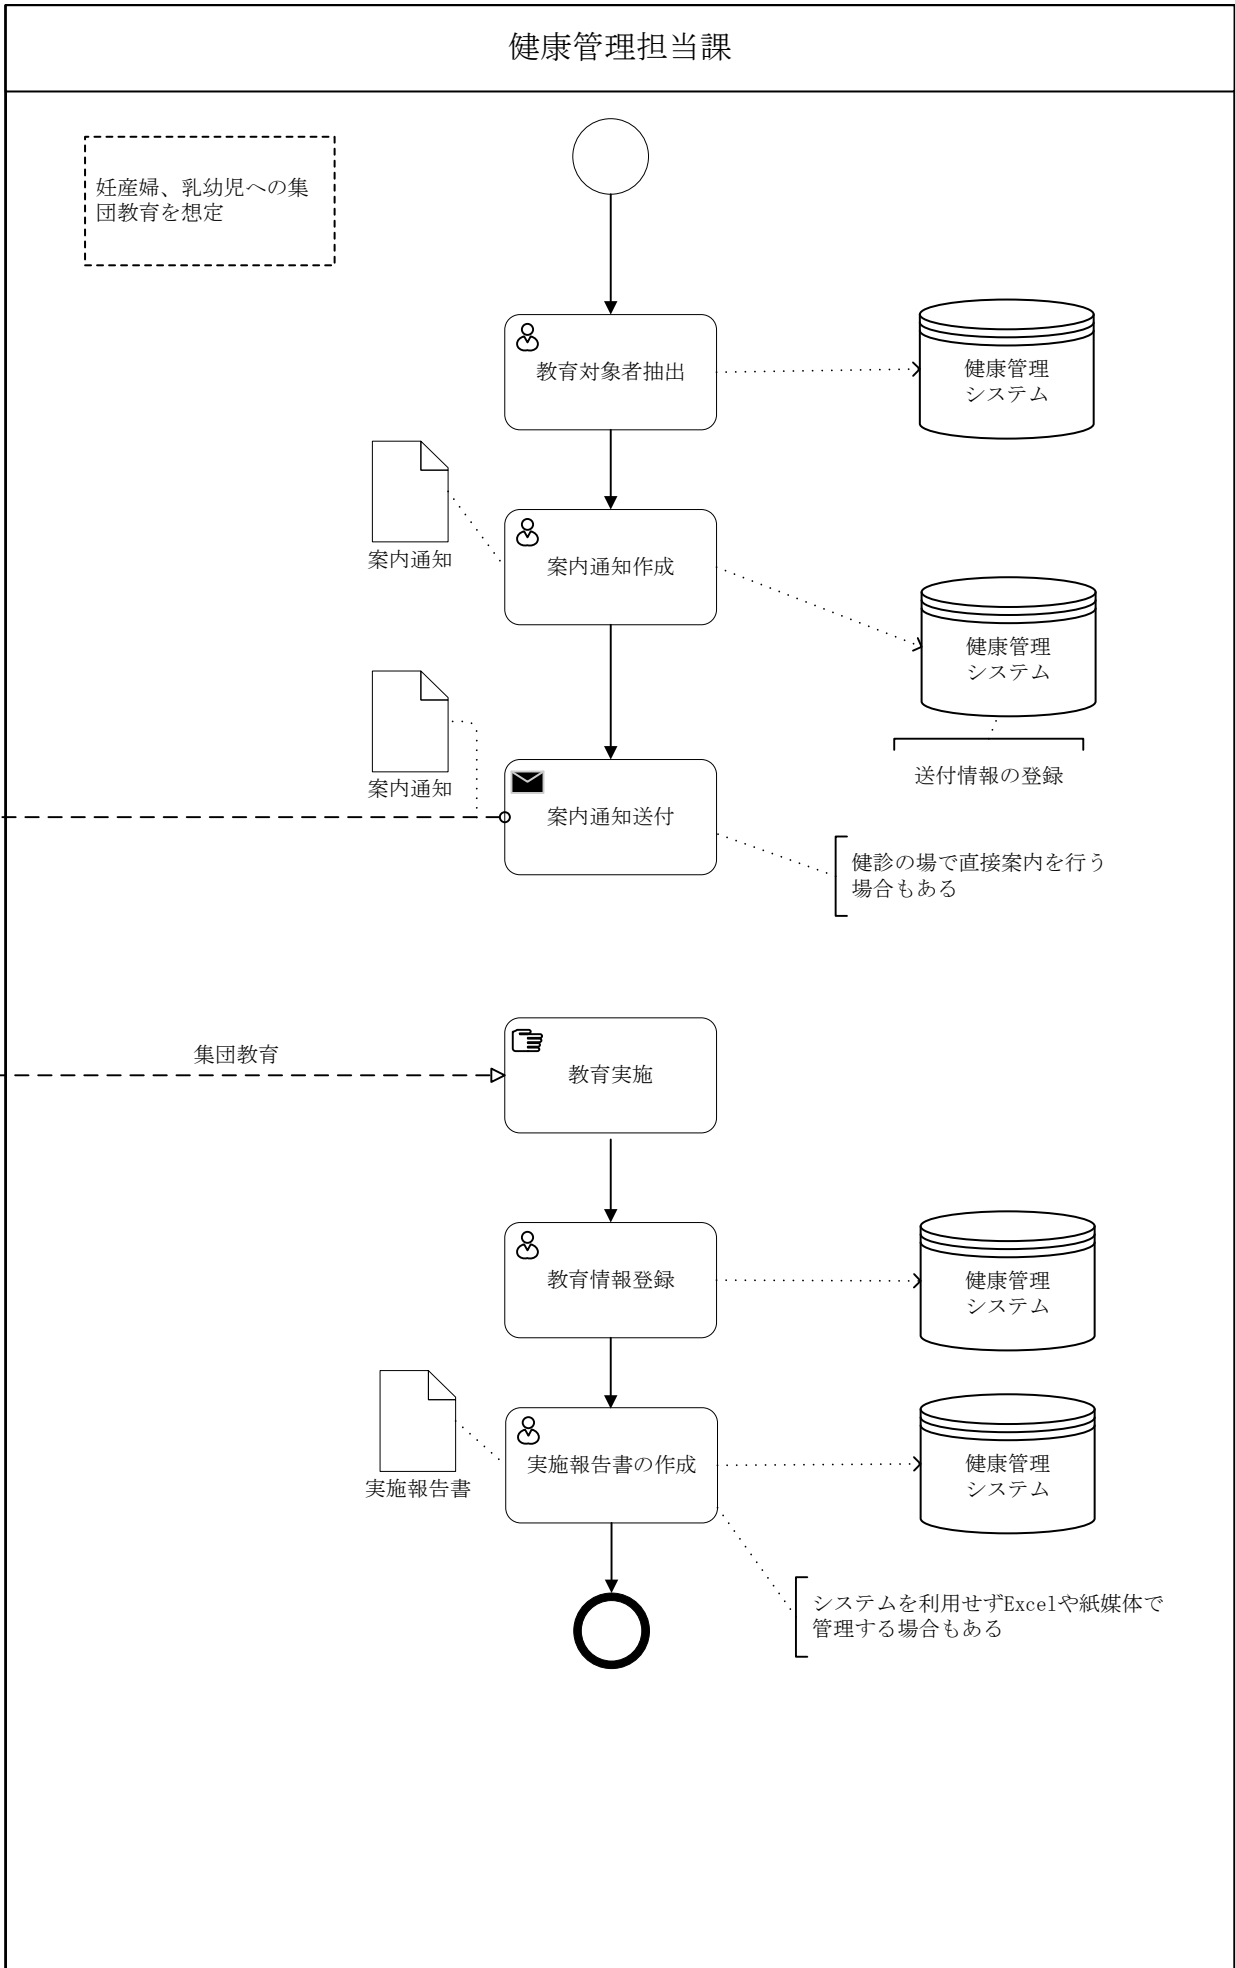 健康管理担当課
妊産婦、乳幼児への集
団教育を想定
教育対象者抽出
健康管理
システム
案内通知
案内通知作成
健康管理
システム
送付情報の登録
案内通知
案内通知送付
健診の場で直接案内を行う
場合もある
集団教育
教育実施
教育情報登録
健康管理
システム
実施報告書
実施報告書の作成
健康管理
システム
システムを利用せずExcelや紙媒体で
管理する場合もある